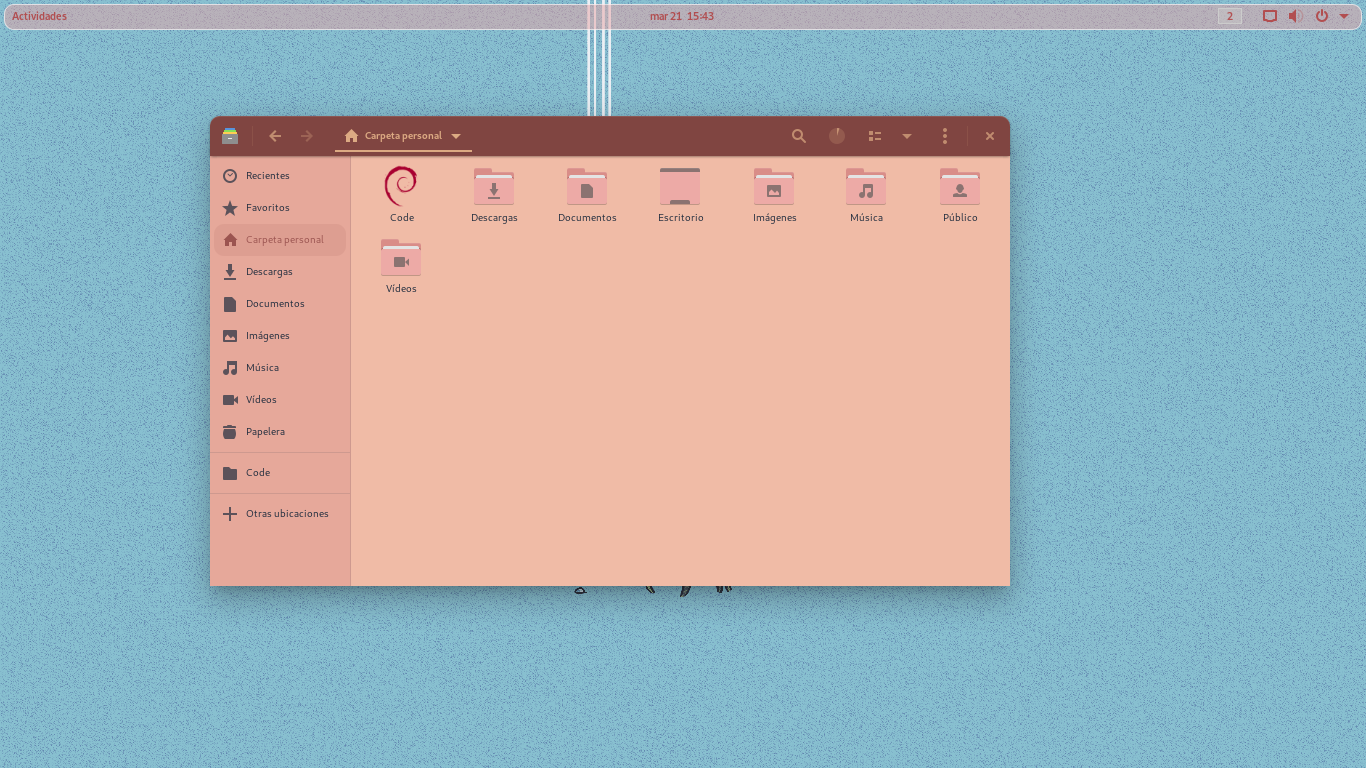 Actividades
mar 21 15:43
2
Carpeta personal
Recientes
Favoritos
Carpeta personal
Descargas
Documentos
Imágenes
Música
Vídeos
Papelera
Code
Otras ubicaciones
Code
Descargas
Documentos
Escritorio
Imágenes
Música
Público
Vídeos